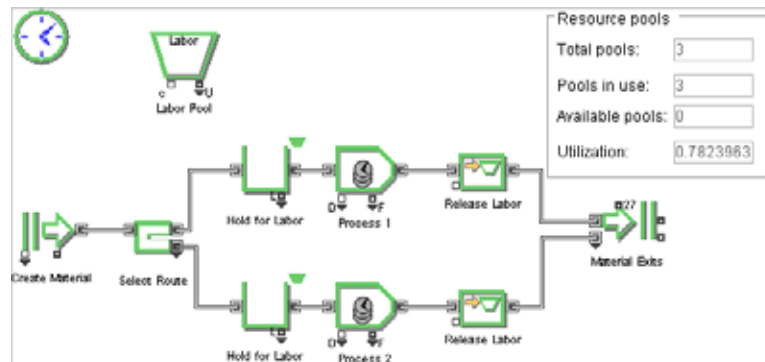 Labor
c U
Labor Pool
Resource pools
Total pools: 3
Pools in use: 3
Available pools: 0
Utilization: 0.7823963
L
Hold for Labor
D F
Process 1
Release Labor
27
Create Material
Select Route
Material Exits
L
Hold for Labor
D F
Process 2
Release Labor